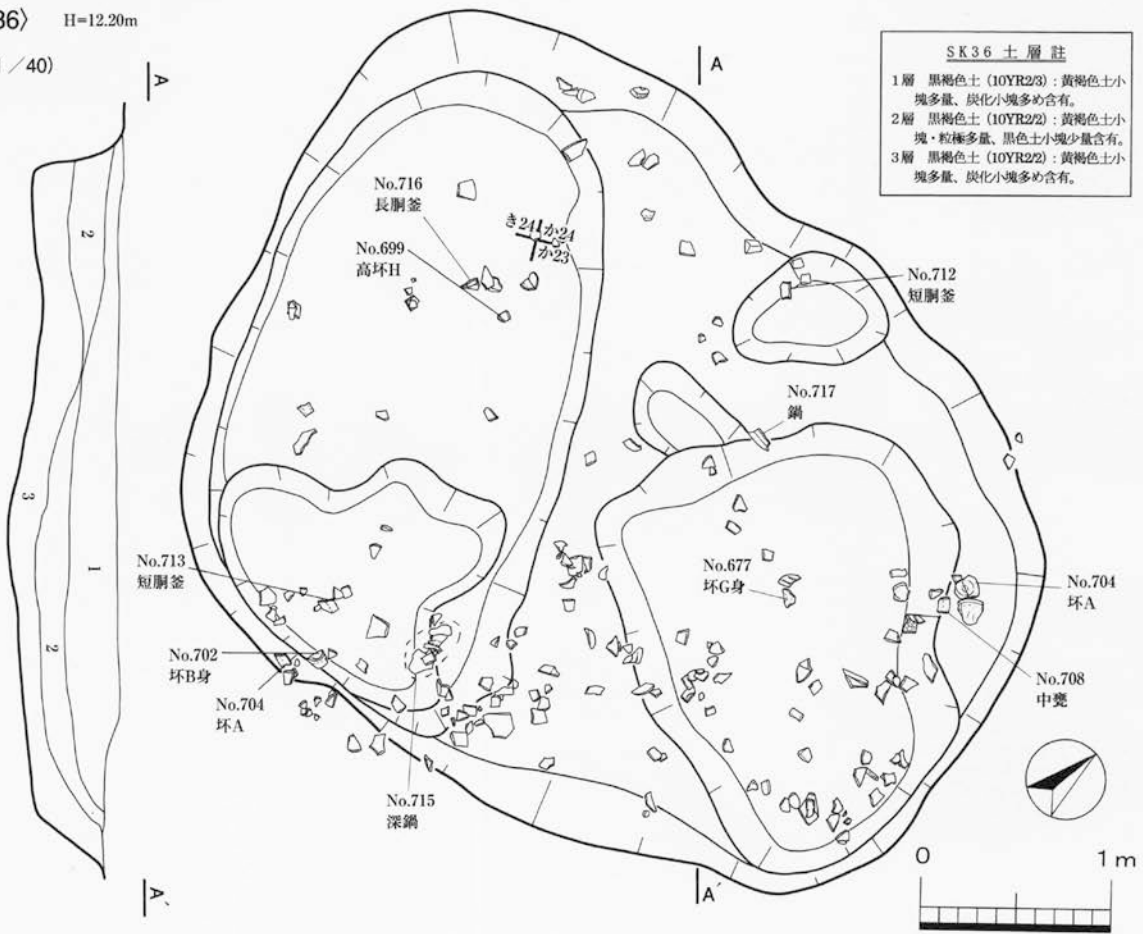 36〉 H=12.20m
/40)
A
A
SK36 土層註
1層 黒褐色土 (10YR2/3) : 黄褐色土小
塊多量、炭化小塊多め含有。
2層 黒褐色土 (10YR2/2) : 黄褐色土小
塊・粒極多量、黒色土小塊少量含有。
3層 黒褐色土 (10YR2/2) : 黄褐色土小
塊多量、炭化小塊多め含有。
No.716
長胴釜
き24 か24
か23
No.699
高坏H
2
No.712
短胴釜
No.717
鍋
3
1
No.713
短胴釜
No.677
坏G身
No.704
坏A
2
No.702
坏B身
No.708
中甕
No.704
坏A
No.715
深鍋
0 1m
A'
A'